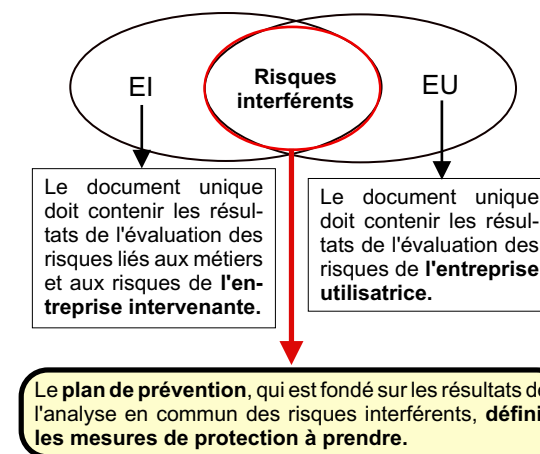 EI
Risques
interférents
EU
Le document unique
doit contenir les résul-
tats de l'évaluation des
risques liés aux métiers
et aux risques de l'en-
treprise intervenante.
Le document unique
doit contenir les résul-
tats de l'évaluation des
risques de l'entreprise
utilisatrice.
Le plan de prévention, qui est fondé sur les résultats de
l'analyse en commun des risques interférents, défini
les mesures de protection à prendre.